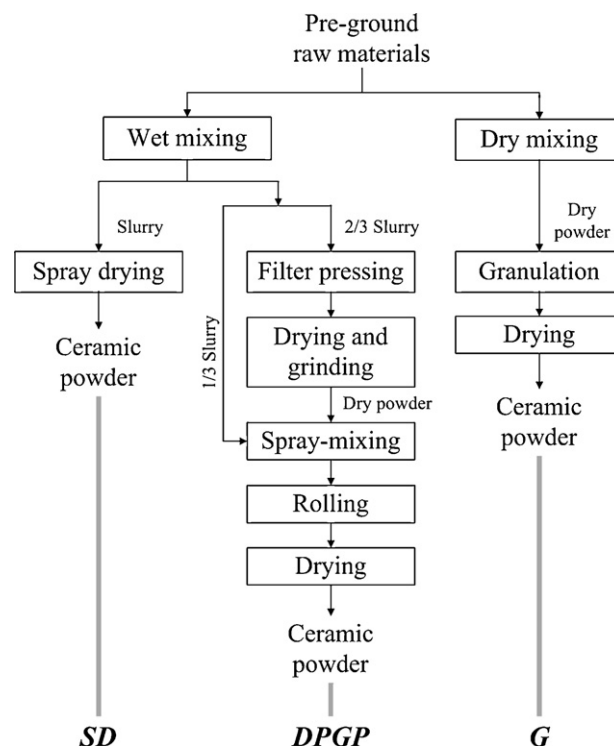 Pre-ground
raw materials
Wet mixing
Dry mixing
Slurry
2/3 Slurry
Dry
powder
Spray drying
Filter pressing
Granulation
1/3 Slurry
Drying and
grinding
Drying
Ceramic
powder
Dry powder
Ceramic
powder
Spray-mixing
Rolling
Drying
Ceramic
powder
SD
DPGP
G